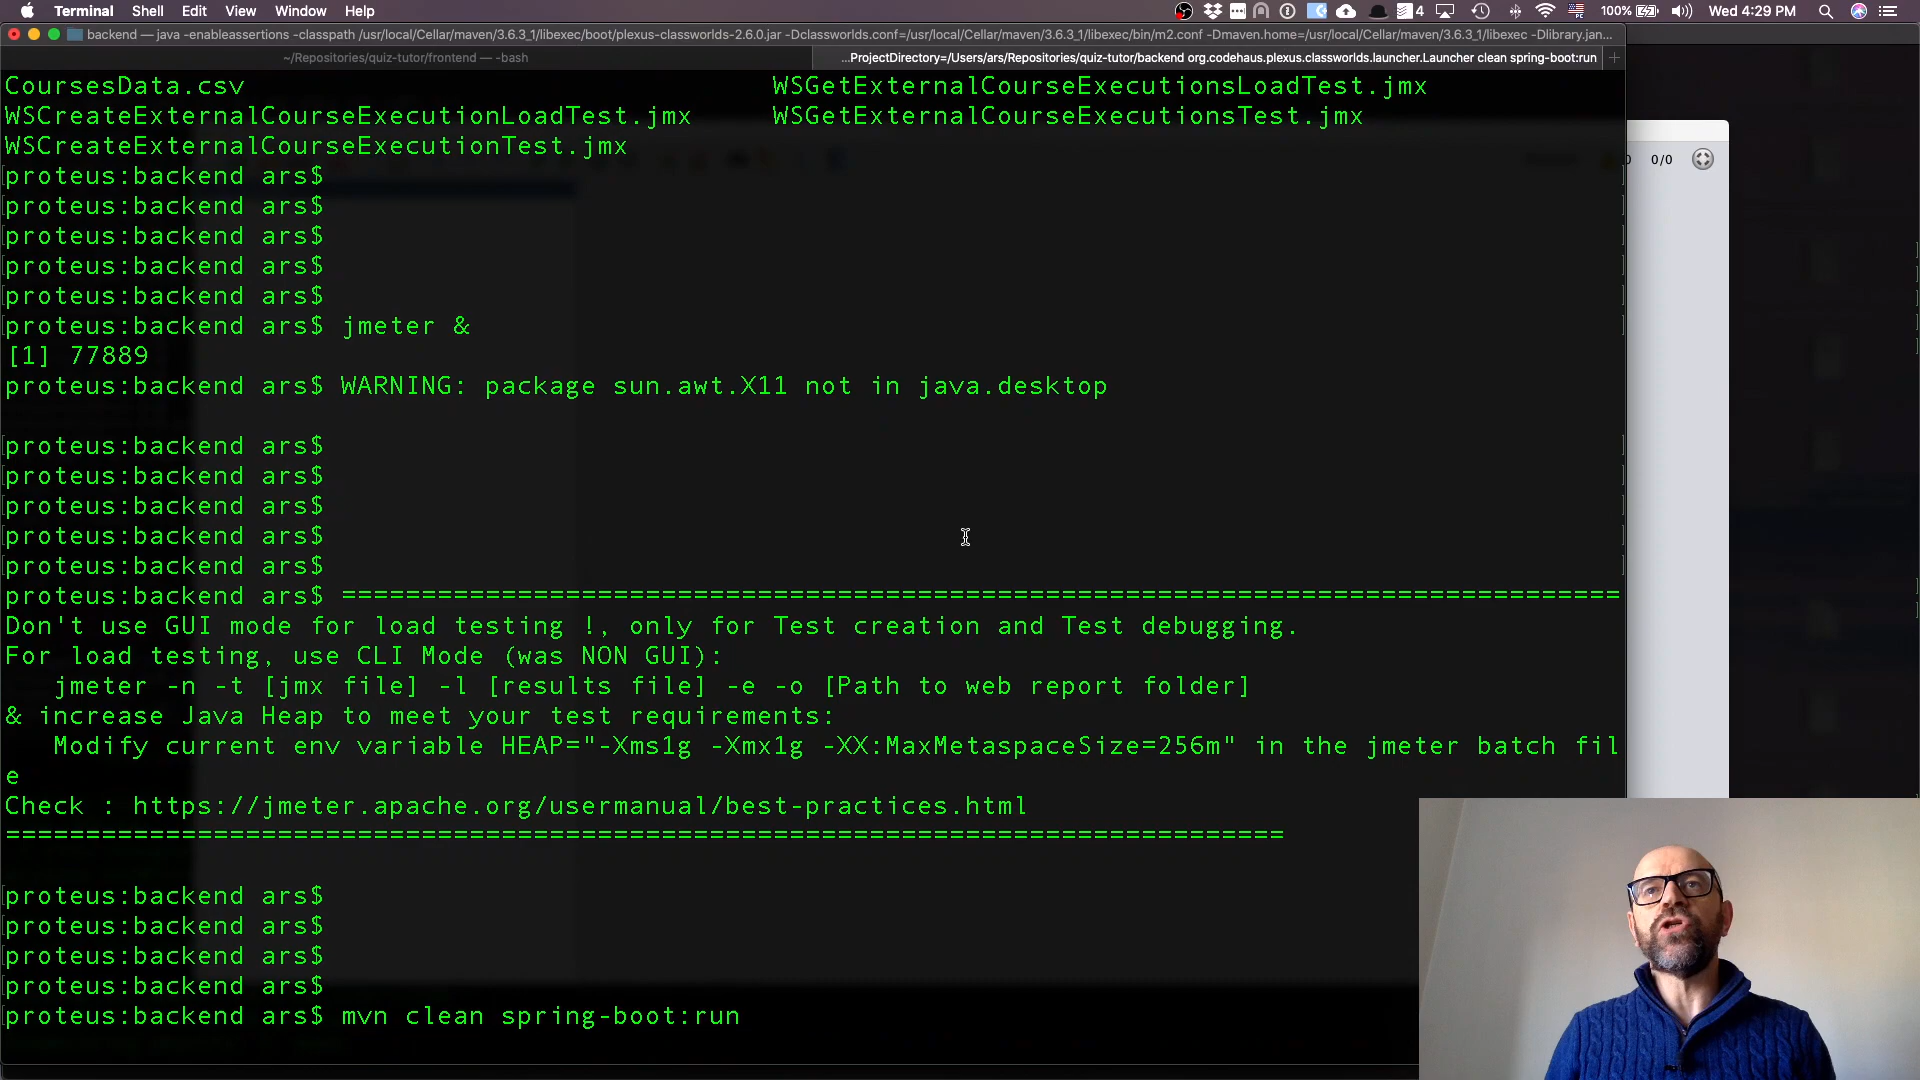 Terminal Shell Edit View Window Help 4 100% Wed 4:29 PM
backend — java -enableassertions -classpath /usr/local/Cellar/maven/3.6.3_1/libexec/boot/plexus-classworlds-2.6.0.jar -Dclassworlds.conf=/usr/local/Cellar/maven/3.6.3_1/libexec/bin/m2.conf -Dmaven.home=/usr/local/Cellar/maven/3.6.3_1/libexec -Dlibrary.jan...
~/Repositories/quiz-tutor/frontend — -bash
...ProjectDirectory=/Users/ars/Repositories/quiz-tutor/backend org.codehaus.plexus.classworlds.launcher.Launcher clean spring-boot:run
CoursesData.csv WSGetExternalCourseExecutionsLoadTest.jmx
WSCreateExternalCourseExecutionLoadTest.jmx WSGetExternalCourseExecutionsTest.jmx
WSCreateExternalCourseExecutionTest.jmx
0 0/0
proteus:backend ars$
proteus:backend ars$
proteus:backend ars$
proteus:backend ars$
proteus:backend ars$
proteus:backend ars$ jmeter &
[1] 77889
proteus:backend ars$ WARNING: package sun.awt.X11 not in java.desktop
proteus:backend ars$
proteus:backend ars$
proteus:backend ars$
proteus:backend ars$
proteus:backend ars$
proteus:backend ars$ ================================================================================
Don't use GUI mode for load testing !, only for Test creation and Test debugging.
For load testing, use CLI Mode (was NON GUI):
jmeter -n -t [jmx file] -l [results file] -e -o [Path to web report folder]
& increase Java Heap to meet your test requirements:
Modify current env variable HEAP="-Xms1g -Xmx1g -XX:MaxMetaspaceSize=256m" in the jmeter batch fil
e
Check : https://jmeter.apache.org/usermanual/best-practices.html
================================================================================
proteus:backend ars$
proteus:backend ars$
proteus:backend ars$
proteus:backend ars$
proteus:backend ars$ mvn clean spring-boot:run